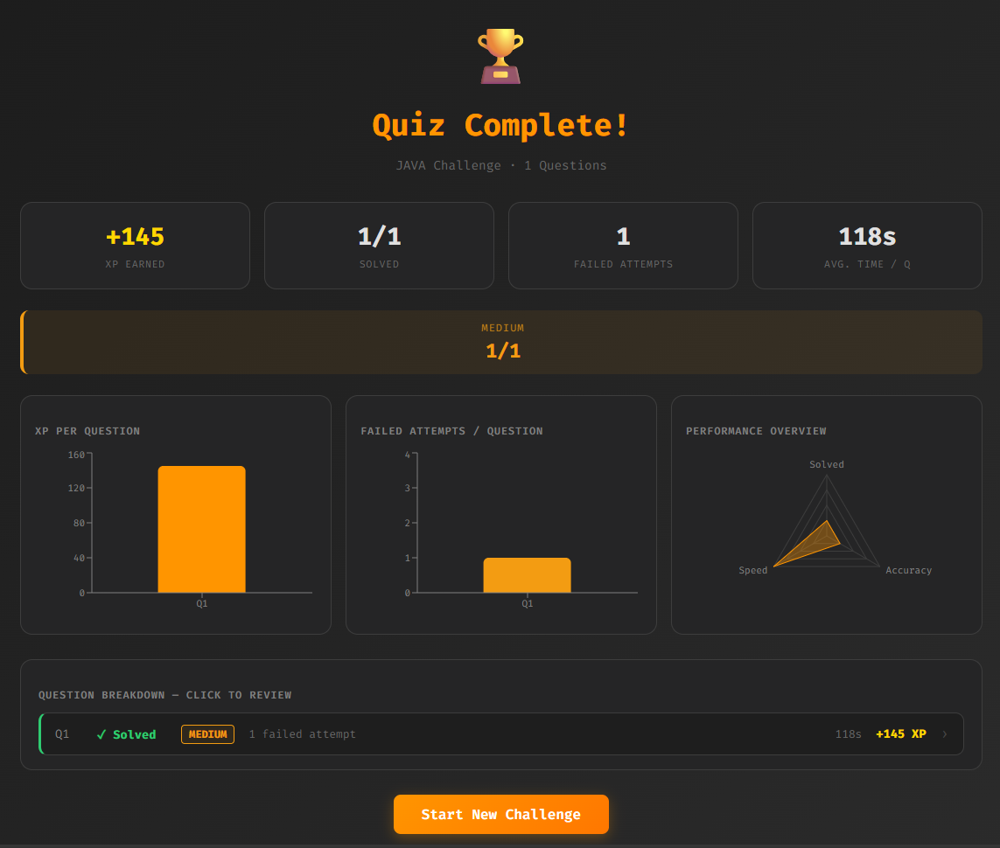 Quiz Complete!
JAVA Challenge · 1 Questions
+145
XP EARNED
1/1
SOLVED
1
FAILED ATTEMPTS
118s
AVG. TIME / Q
MEDIUM
1/1
XP PER QUESTION
160
120
80
40
0
Q1
FAILED ATTEMPTS / QUESTION
4
3
2
1
0
Q1
PERFORMANCE OVERVIEW
Solved
Speed
Accuracy
QUESTION BREAKDOWN — CLICK TO REVIEW
Q1 ✓ Solved MEDIUM 1 failed attempt 118s +145 XP ›
Start New Challenge